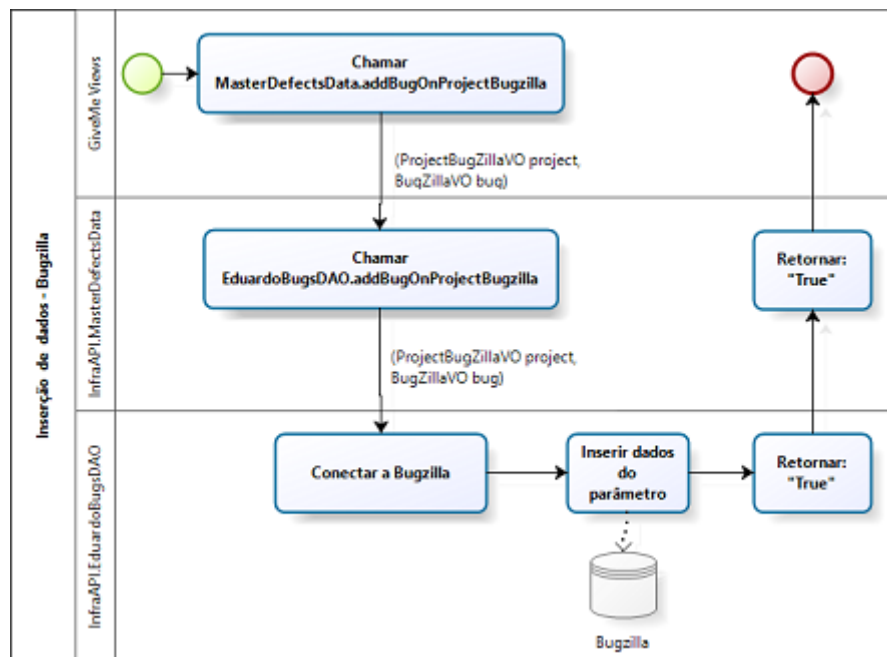 Inserção de dados - Bugzilla
GiveMe Views
Chamar
MasterDefectsData.addBugOnProjectBugzilla
(ProjectBugZillaVO project,
BugZillaVO bug)
InfraAPI.MasterDefectsData
Chamar
EduardoBugsDAO.addBugOnProjectBugzilla
Retornar:
"True"
(ProjectBugZillaVO project,
BugZillaVO bug)
InfraAPI.EduardoBugsDAO
Conectar a Bugzilla
Inserir dados
do
parâmetro
Retornar:
"True"
Bugzilla